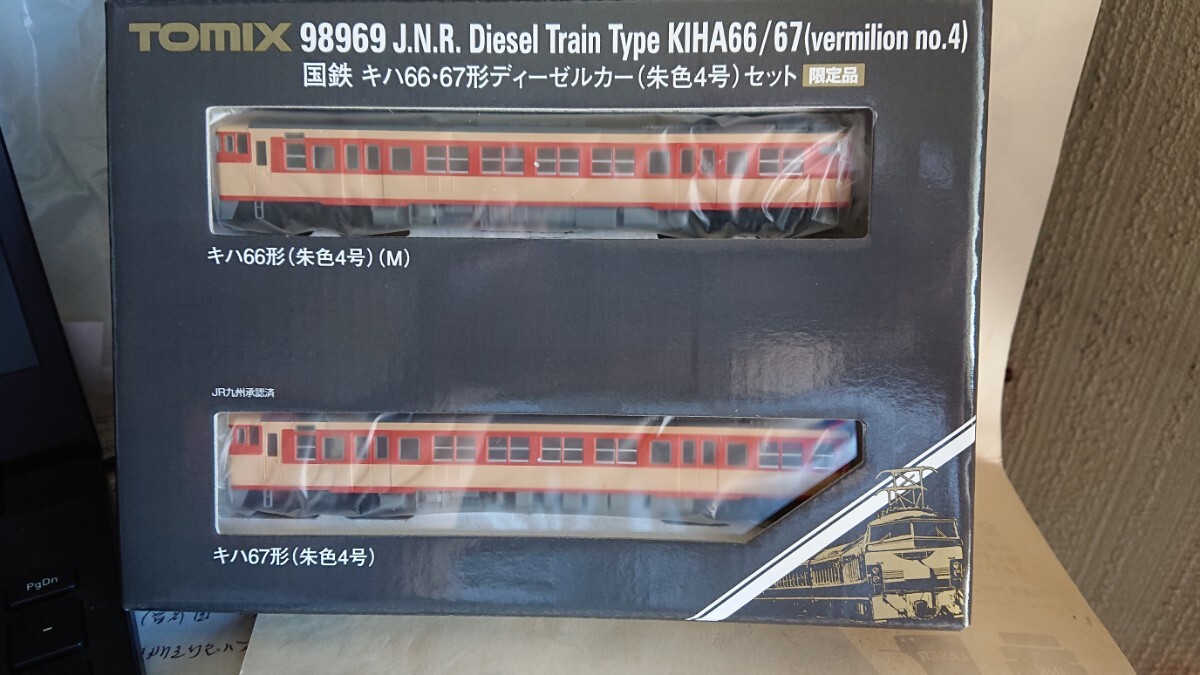 TOMIX 98969 J.N.R. Diesel Train Type KIHA66/67(vermilion no.4)
国鉄 キハ66・67形ディーゼルカー(朱色4号)セット 限定品
キハ66形(朱色4号)(M)
JR九州承認済
キハ67形(朱色4号)
PgDn
-